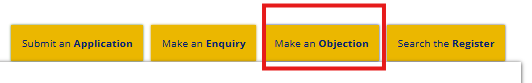 Submit an Application
Make an Enquiry
Make an Objection
Search the Register